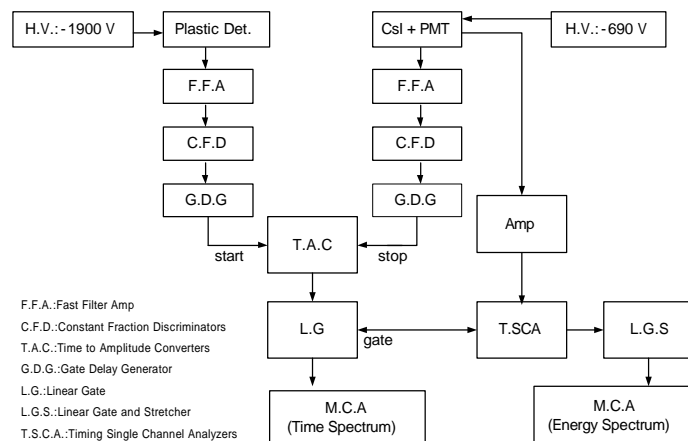 H.V.:-1900 V
Plastic Det.
CsI + PMT
H.V.:-690 V
F.F.A
F.F.A
C.F.D
C.F.D
G.D.G
G.D.G
Amp
start
T.A.C
stop
L.G
gate
T.SCA
L.G.S
M.C.A
(Time Spectrum)
M.C.A
(Energy Spectrum)
F.F.A.:Fast Filter Amp
C.F.D.:Constant Fraction Discriminators
T.A.C.:Time to Amplitude Converters
G.D.G.:Gate Delay Generator
L.G.:Linear Gate
L.G.S.:Linear Gate and Stretcher
T.S.C.A.:Timing Single Channel Analyzers